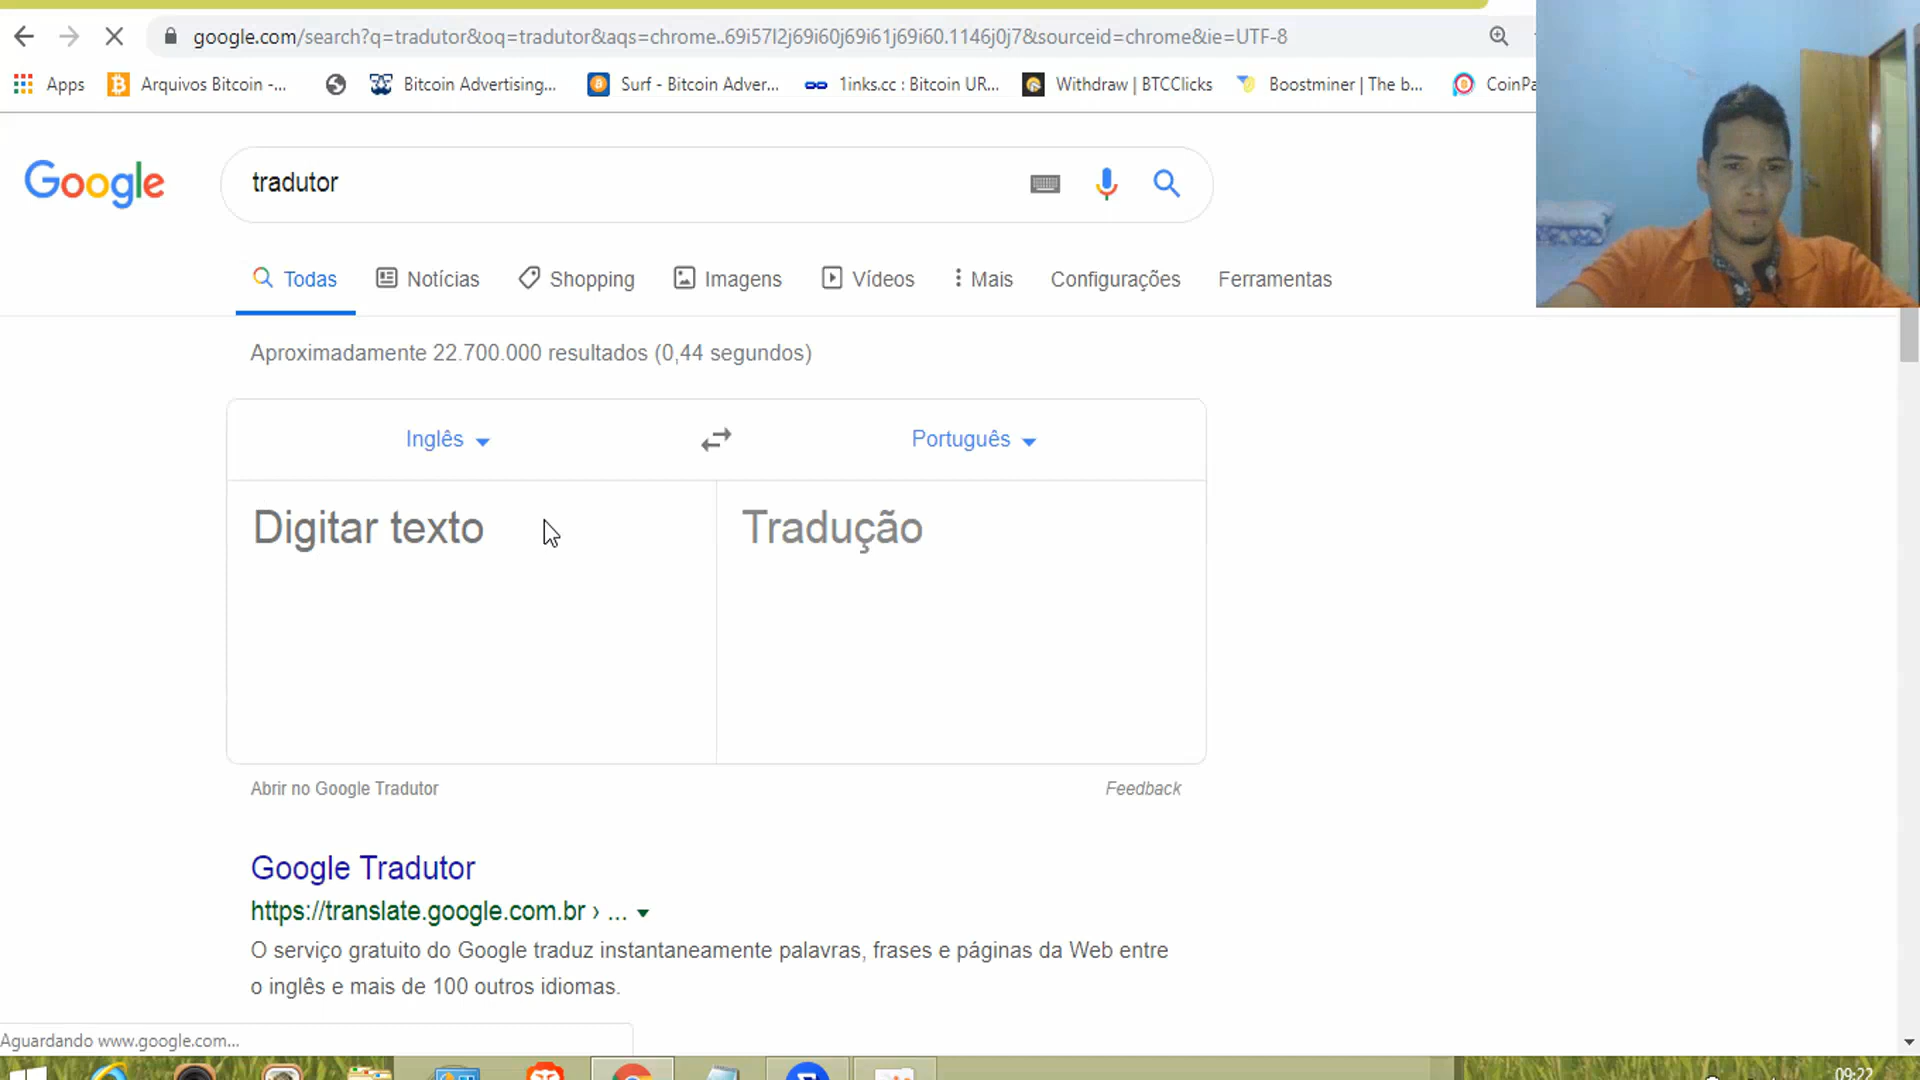 google.com/search?q=tradutor&oq=tradutor&aqs=chrome..69i57l2j69i60j69i61j69i60.1146j0j7&sourceid=chrome&ie=UTF-8
Apps Arquivos Bitcoin -... Bitcoin Advertising... Surf - Bitcoin Adver... 1inks.cc : Bitcoin UR... Withdraw | BTCClicks Boostminer | The b... CoinPa
Google tradutor
Todas Notícias Shopping Imagens Vídeos Mais Configurações Ferramentas
Aproximadamente 22.700.000 resultados (0,44 segundos)
Inglês Português
Digitar texto Tradução
Abrir no Google Tradutor Feedback
Google Tradutor
https://translate.google.com.br › ...
O serviço gratuito do Google traduz instantaneamente palavras, frases e páginas da Web entre
o inglês e mais de 100 outros idiomas.
Aguardando www.google.com...
09:22